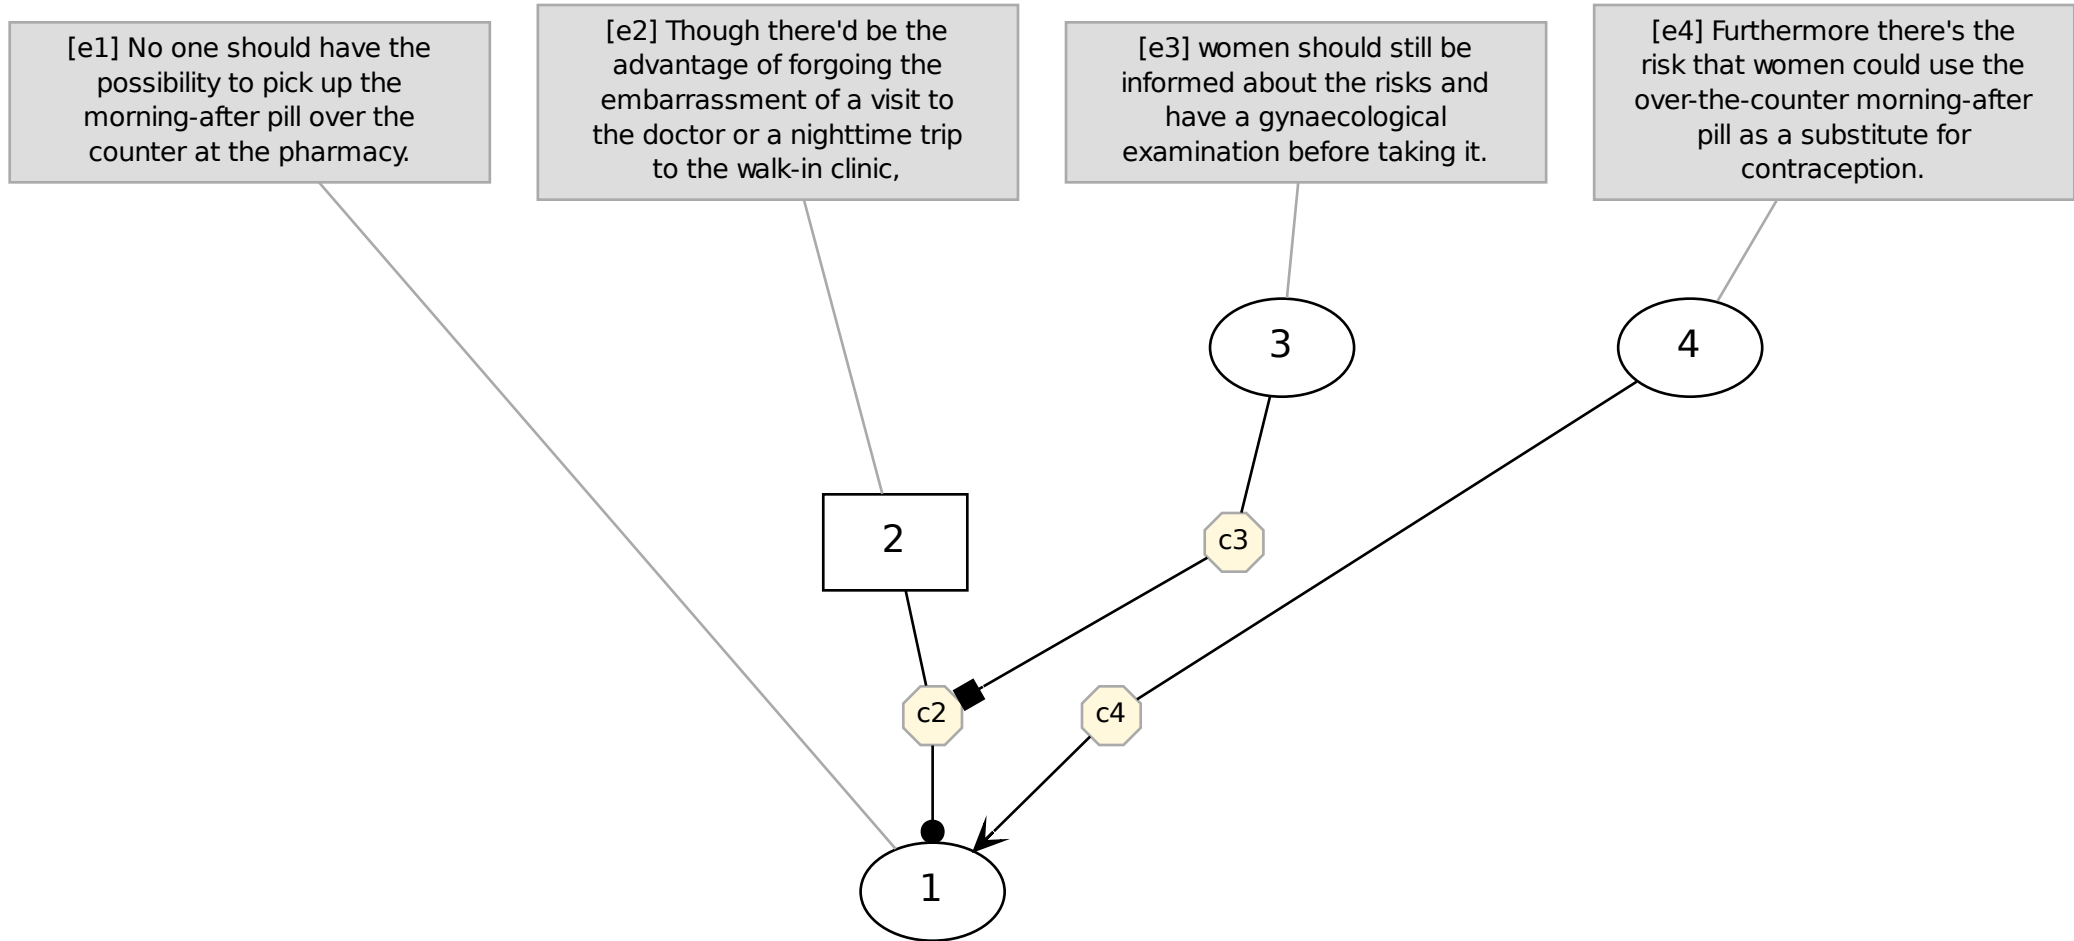 [e1] No one should have the
possibility to pick up the
morning-after pill over the
counter at the pharmacy.
[e2] Though there'd be the
advantage of forgoing the
embarrassment of a visit to
the doctor or a nighttime trip
to the walk-in clinic,
[e3] women should still be
informed about the risks and
have a gynaecological
examination before taking it.
[e4] Furthermore there's the
risk that women could use the
over-the-counter morning-after
pill as a substitute for
contraception.
3
4
2
c3
c2
c4
1